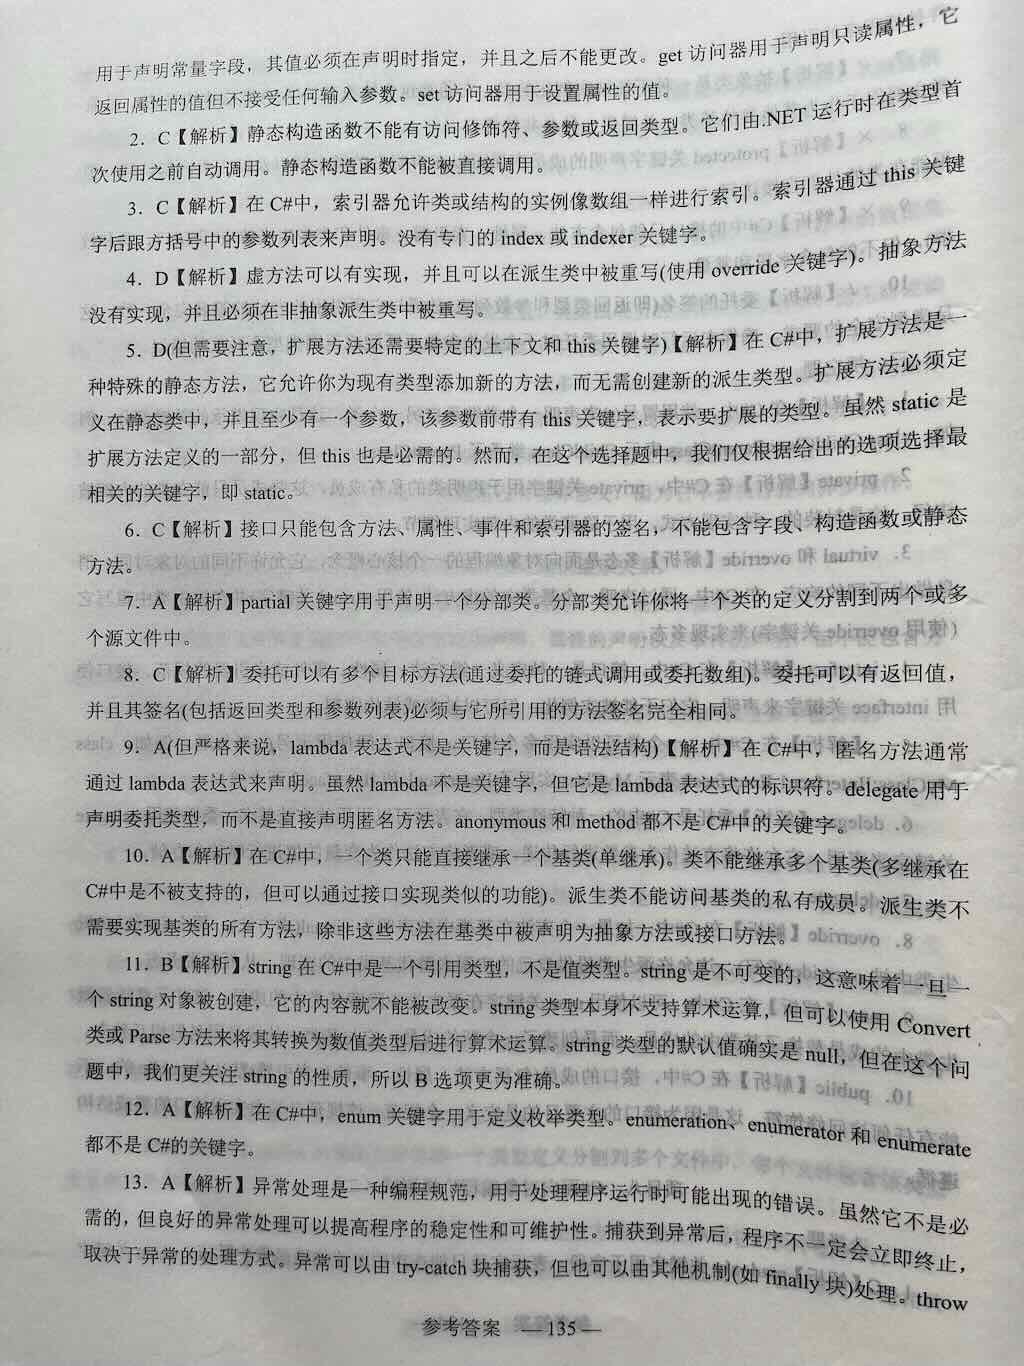 用于声明常量字段，其值必须在声明时指定，并且之后不能更改。get 访问器用于声明只读属性，它
返回属性的值但不接受任何输入参数。set 访问器用于设置属性的值。
2．C【解析】静态构造函数不能有访问修饰符、参数或返回类型。它们由.NET 运行时在类型首
次使用之前自动调用。静态构造函数不能被直接调用。
3．C【解析】在 C#中，索引器允许类或结构的实例像数组一样进行索引。索引器通过 this 关键
字后跟方括号中的参数列表来声明。没有专门的 index 或 indexer 关键字。
4．D【解析】虚方法可以有实现，并且可以在派生类中被重写(使用 override 关键字)。抽象方法
没有实现，并且必须在非抽象派生类中被重写。
5．D(但需要注意，扩展方法还需要特定的上下文和 this 关键字)【解析】在 C#中，扩展方法是一
种特殊的静态方法，它允许你为现有类型添加新的方法，而无需创建新的派生类型。扩展方法必须定
义在静态类中，并且至少有一个参数，该参数前带有 this 关键字，表示要扩展的类型。虽然 static 是
扩展方法定义的一部分，但 this 也是必需的。然而，在这个选择题中，我们仅根据给出的选项选择最
相关的关键字，即 static。
6．C【解析】接口只能包含方法、属性、事件和索引器的签名，不能包含字段、构造函数或静态
方法。
7．A【解析】partial 关键字用于声明一个分部类。分部类允许你将一个类的定义分割到两个或多
个源文件中。
8．C【解析】委托可以有多个目标方法(通过委托的链式调用或委托数组)。委托可以有返回值，
并且其签名(包括返回类型和参数列表)必须与它所引用的方法签名完全相同。
9．A(但严格来说，lambda 表达式不是关键字，而是语法结构)【解析】在 C#中，匿名方法通常
通过 lambda 表达式来声明。虽然 lambda 不是关键字，但它是 lambda 表达式的标识符。delegate 用于
声明委托类型，而不是直接声明匿名方法。anonymous 和 method 都不是 C#中的关键字。
10．A【解析】在 C#中，一个类只能直接继承一个基类(单继承)。类不能继承多个基类(多继承在
C#中是不被支持的，但可以通过接口实现类似的功能)。派生类不能访问基类的私有成员。派生类不
需要实现基类的所有方法，除非这些方法在基类中被声明为抽象方法或接口方法。
11．B【解析】string 在 C#中是一个引用类型，不是值类型。string 是不可变的，这意味着一旦一
个 string 对象被创建，它的内容就不能被改变。string 类型本身不支持算术运算，但可以使用 Convert
类或 Parse 方法来将其转换为数值类型后进行算术运算。string 类型的默认值确实是 null，但在这个问
题中，我们更关注 string 的性质，所以 B 选项更为准确。
12．A【解析】在 C#中，enum 关键字用于定义枚举类型。enumeration、enumerator 和 enumerate
都不是 C#的关键字。
13．A【解析】异常处理是一种编程规范，用于处理程序运行时可能出现的错误。虽然它不是必
需的，但良好的异常处理可以提高程序的稳定性和可维护性。捕获到异常后，程序不一定会立即终止，
取决于异常的处理方式。异常可以由 try-catch 块捕获，但也可以由其他机制(如 finally 块)处理。throw
参考答案 —135—